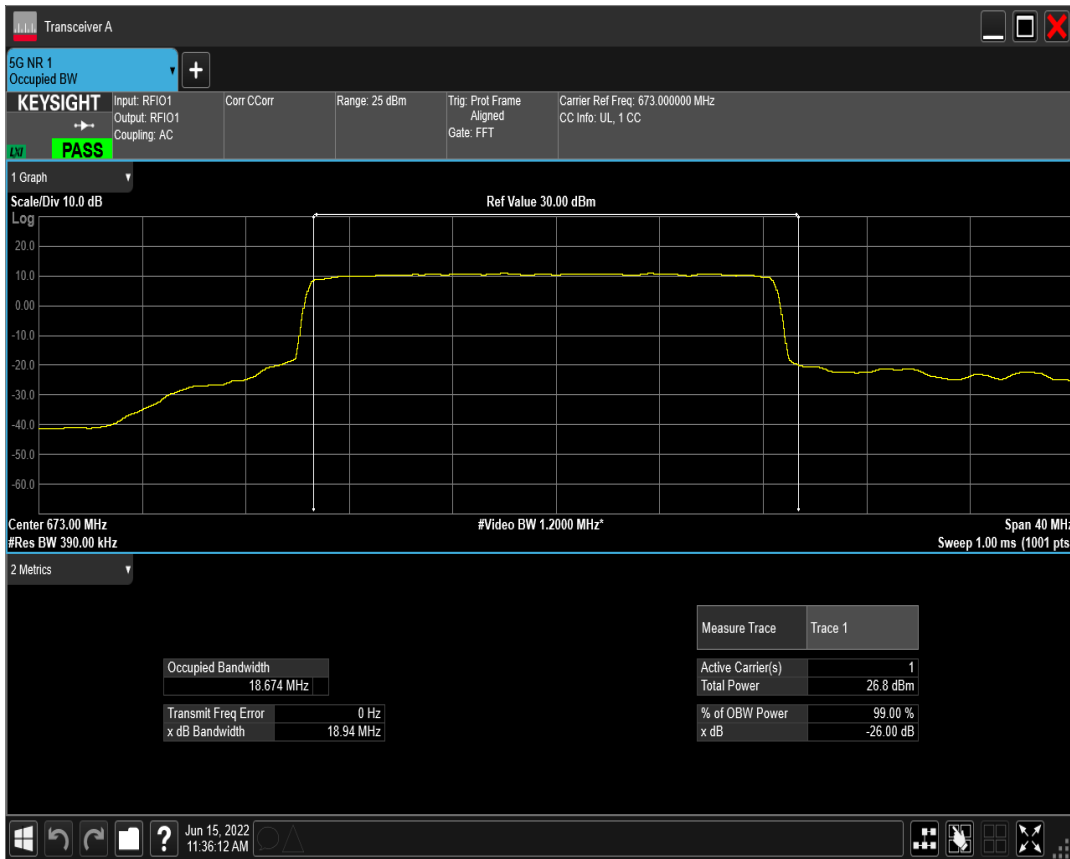 Transceiver A
5G NR 1
Occupied BW
+
KEYSIGHT
LXI
PASS
Input: RFIO1
Output: RFIO1
Coupling: AC
Corr CCorr
Range: 25 dBm
Trig: Prot Frame
Aligned
Gate: FFT
Carrier Ref Freq: 673.000000 MHz
CC Info: UL, 1 CC
1 Graph
Scale/Div 10.0 dB
Ref Value 30.00 dBm
Log
20.0
10.0
0.00
-10.0
-20.0
-30.0
-40.0
-50.0
-60.0
Center 673.00 MHz
#Video BW 1.2000 MHz*
Span 40 MHz
#Res BW 390.00 kHz
Sweep 1.00 ms (1001 pts
2 Metrics
Measure Trace Trace 1
Occupied Bandwidth
18.674 MHz
Active Carrier(s) 1
Total Power 26.8 dBm
Transmit Freq Error 0 Hz
x dB Bandwidth 18.94 MHz
% of OBW Power 99.00 %
x dB -26.00 dB
?
Jun 15, 2022
11:36:12 AM